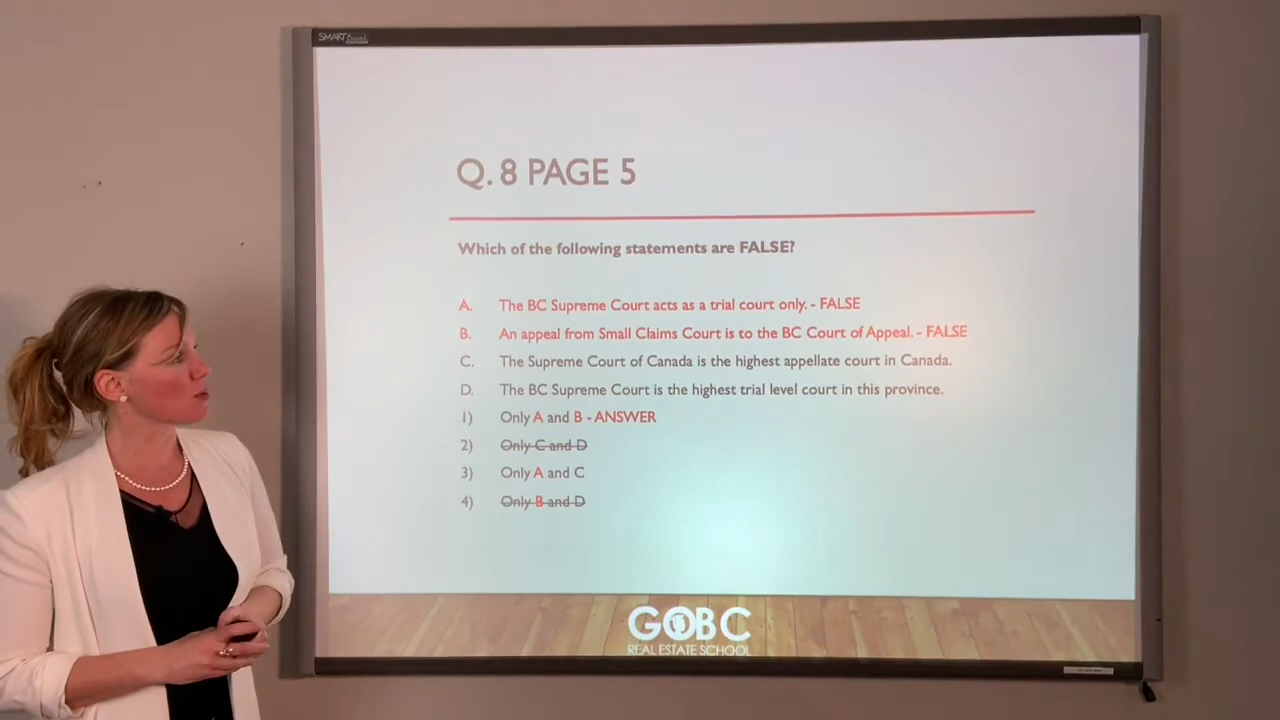 SMART
Q. 8 PAGE 5
Which of the following statements are FALSE?
A. The BC Supreme Court acts as a trial court only. - FALSE
B. An appeal from Small Claims Court is to the BC Court of Appeal. - FALSE
C. The Supreme Court of Canada is the highest appellate court in Canada.
D. The BC Supreme Court is the highest trial level court in this province.
1) Only A and B - ANSWER
2) Only C and D
3) Only A and C
4) Only B and D
GOBC
REAL ESTATE SCHOOL